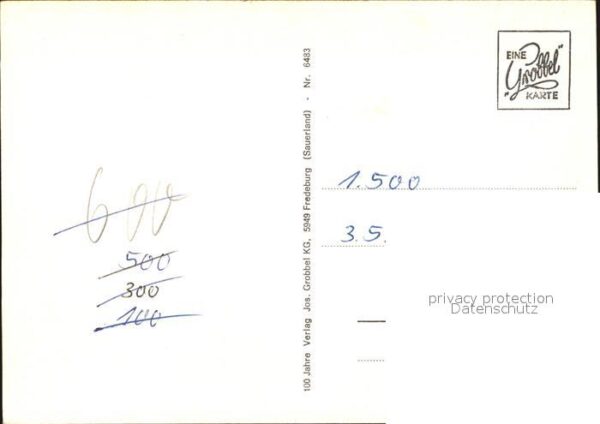 600
500
300
100
100 Jahre Verlag Jos. Grobbel KG, 5949 Fredeburg (Sauerland) - Nr. 6483
EINE
"Grobbel"
KARTE
1.500
3.5.
privacy protection
Datenschutz